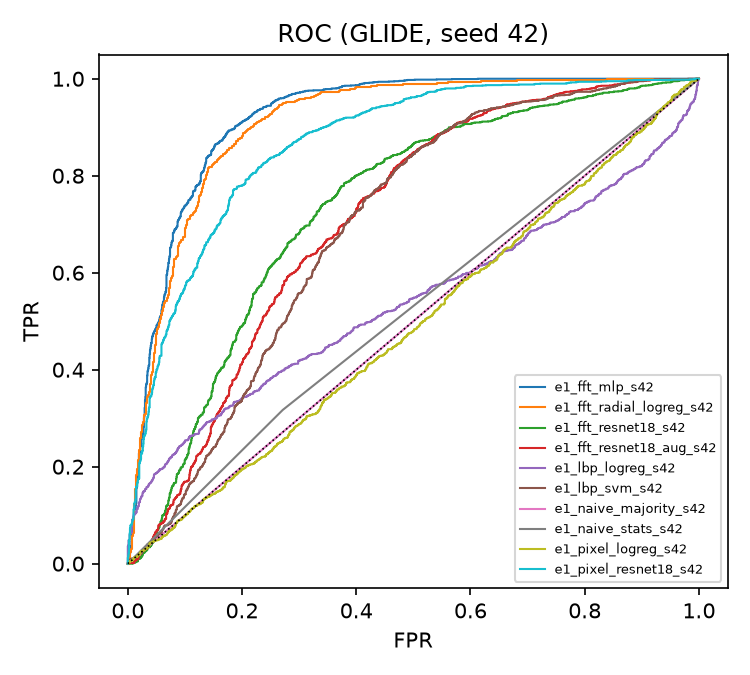 ROC (GLIDE, seed 42)
TPR
1.0
0.8
0.6
0.4
0.2
0.0
e1_fft_mlp_s42
e1_fft_radial_logreg_s42
e1_fft_resnet18_s42
e1_fft_resnet18_aug_s42
e1_lbp_logreg_s42
e1_lbp_svm_s42
e1_naive_majority_s42
e1_naive_stats_s42
e1_pixel_logreg_s42
e1_pixel_resnet18_s42
0.0 0.2 0.4 0.6 0.8 1.0
FPR